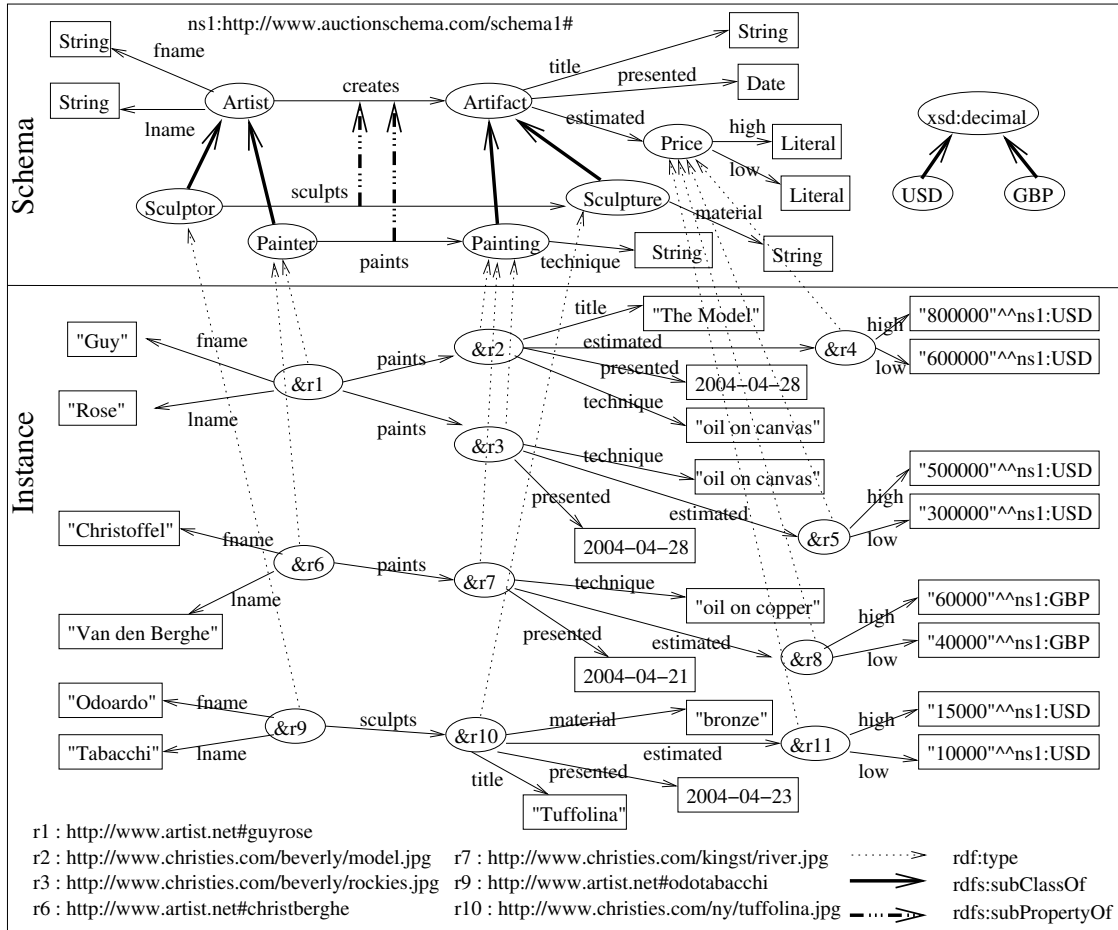 ns1:http://www.auctionschema.com/schema1#
String
fname
String
title
String
presented
Date
Artist
creates
Artifact
lname
estimated
Price
high
Literal
low
Literal
xsd:decimal
USD
GBP
Schema
Sculptor
sculpts
Sculpture
material
String
Painter
paints
Painting
technique
String
Instance
"Guy"
fname
&r1
"Rose"
lname
paints
paints
&r2
title
"The Model"
estimated
&r4
high
"800000"^^ns1:USD
low
"600000"^^ns1:USD
presented
2004-04-28
technique
"oil on canvas"
&r3
technique
"oil on canvas"
presented
2004-04-28
estimated
&r5
high
"500000"^^ns1:USD
low
"300000"^^ns1:USD
"Christoffel"
fname
&r6
lname
"Van den Berghe"
paints
&r7
technique
"oil on copper"
presented
2004-04-21
estimated
&r8
high
"60000"^^ns1:GBP
low
"40000"^^ns1:GBP
"Odoardo"
fname
&r9
"Tabacchi"
lname
sculpts
&r10
material
"bronze"
estimated
&r11
high
"15000"^^ns1:USD
low
"10000"^^ns1:USD
presented
2004-04-23
title
"Tuffolina"
r1 : http://www.artist.net#guyrose
r2 : http://www.christies.com/beverly/model.jpg
r3 : http://www.christies.com/beverly/rockies.jpg
r6 : http://www.artist.net#christberghe
r7 : http://www.christies.com/kingst/river.jpg
r9 : http://www.artist.net#odotabacchi
r10 : http://www.christies.com/ny/tuffolina.jpg
rdf:type
rdfs:subClassOf
rdfs:subPropertyOf